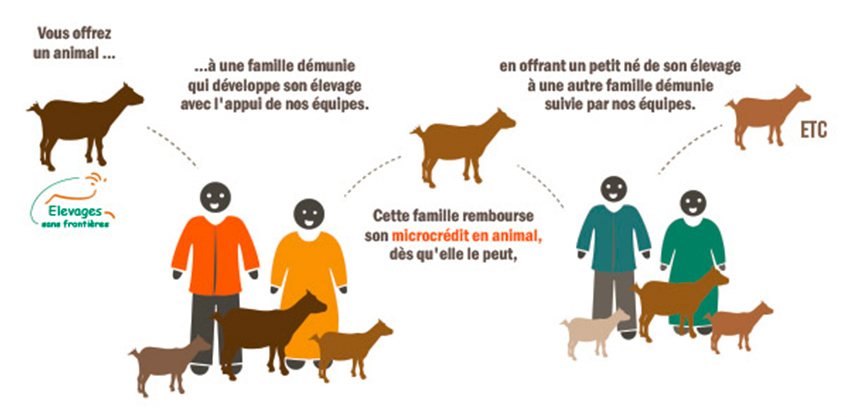 Vous offrez
un animal ...
...à une famille démunie
qui développe son élevage
avec l'appui de nos équipes.
Cette famille rembourse
son microcrédit en animal,
dès qu'elle le peut,
en offrant un petit né de son élevage
à une autre famille démunie
suivie par nos équipes.
ETC
Elevages
sans frontières